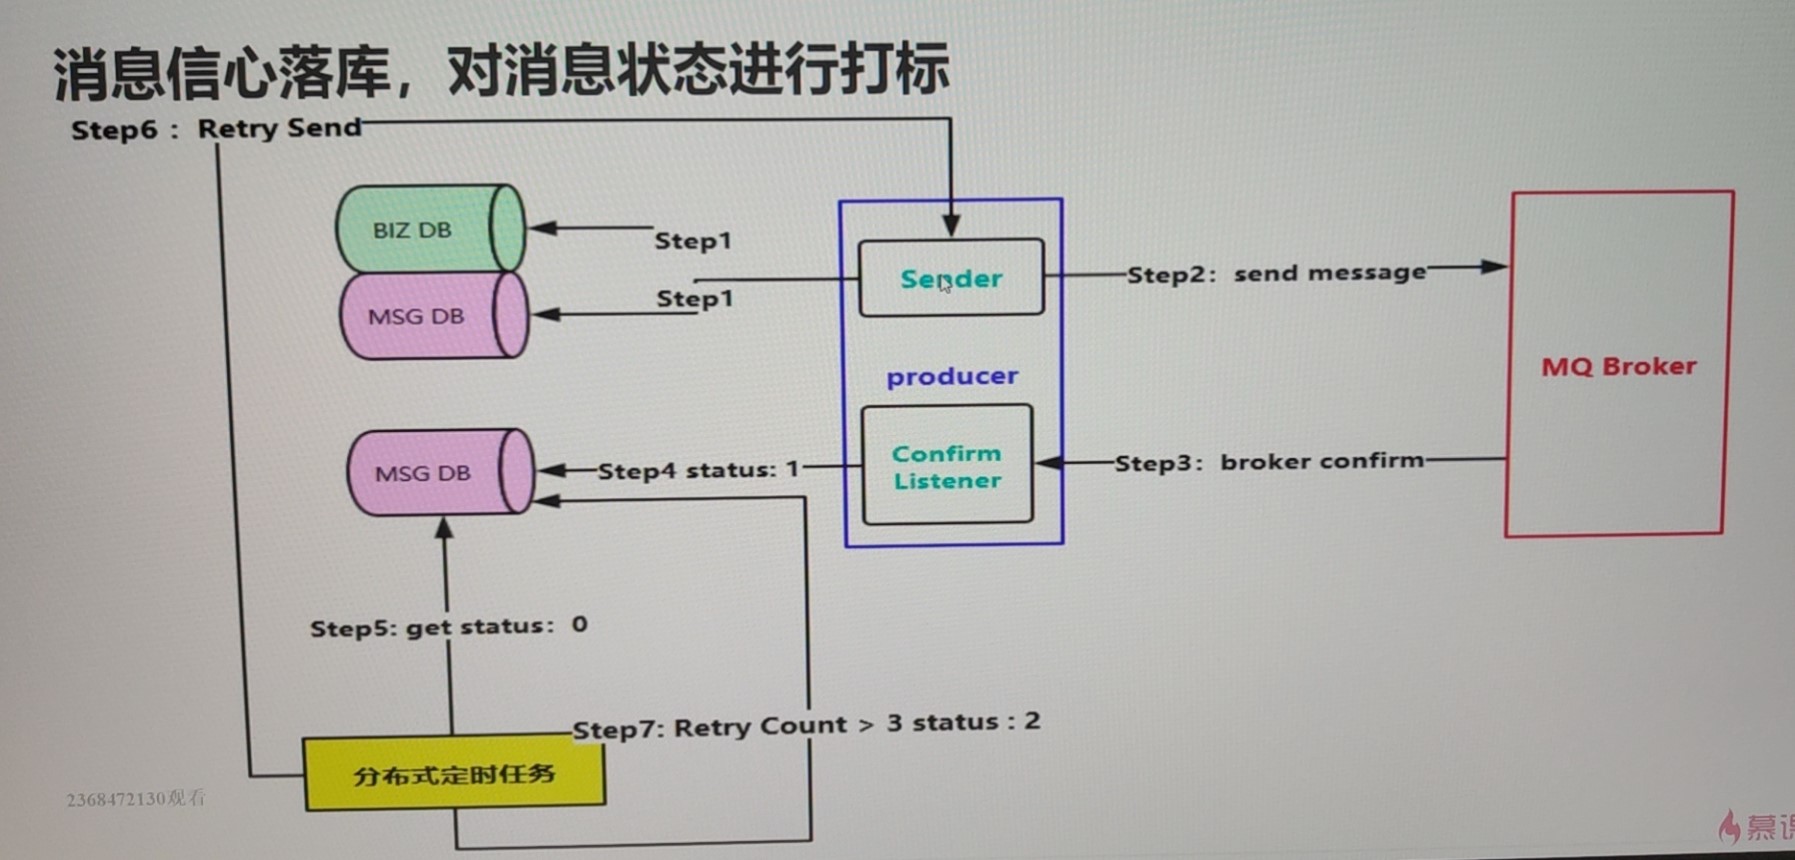 消息信心落库，对消息状态进行打标
Step6 : Retry Send
BIZ DB
Step1
Sender
Step2: send message
MSG DB
Step1
producer
MQ Broker
Confirm
Listener
Step3: broker confirm
MSG DB
Step4 status: 1
Step5: get status: 0
Step7: Retry Count > 3 status : 2
分布式定时任务
2368472130观看
慕